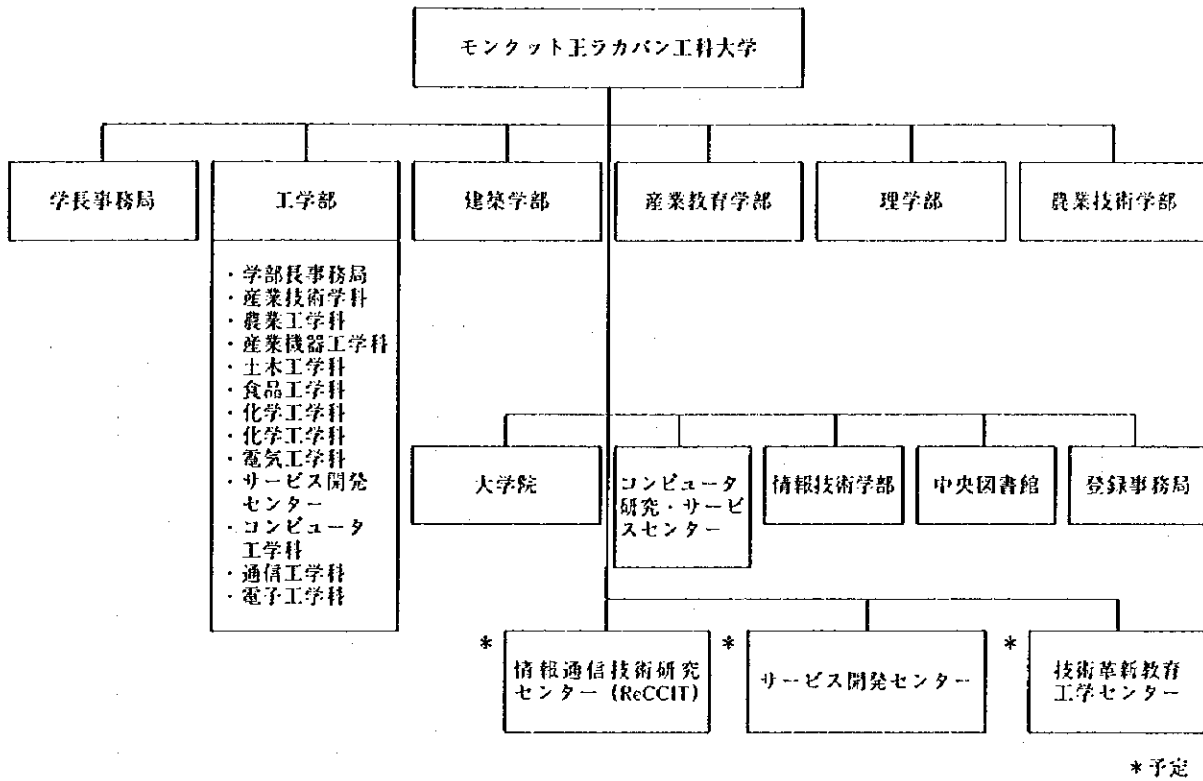 モンクット王ラカバン工科大学
学長事務局
工学部
建築学部
産業教育学部
理学部
農業技術学部
・学部長事務局
・産業技術学科
・農業工学科
・産業機器工学科
・土木工学科
・食品工学科
・化学工学科
・化学工学科
・電気工学科
・サービス開発
センター
・コンピュータ
工学科
・通信工学科
・電子工学科
大学院
コンピュータ
研究・サービ
スセンター
情報技術学部
中央図書館
登録事務局
*
情報通信技術研究
センター (ReCCIT)
*
サービス開発センター
*
技術革新教育
工学センター
*予定